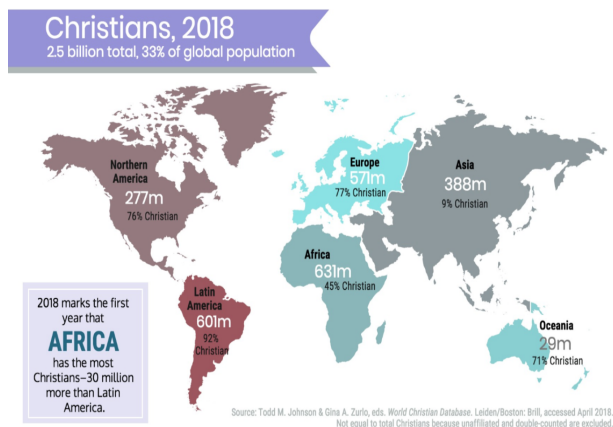 Christians, 2018
2.5 billion total, 33% of global population
Northern
America
277m
76% Christian
Europe
571m
77% Christian
Asia
388m
9% Christian
Africa
631m
45% Christian
Latin
America
601m
92%
Christian
Oceania
29m
71% Christian
2018 marks the first
year that
AFRICA
has the most
Christians–30 million
more than Latin
America.
Source: Todd M. Johnson & Gina A. Zurlo, eds. World Christian Database. Leiden/Boston: Brill, accessed April 2018.
Not equal to total Christians because unaffiliated and double-counted are excluded.